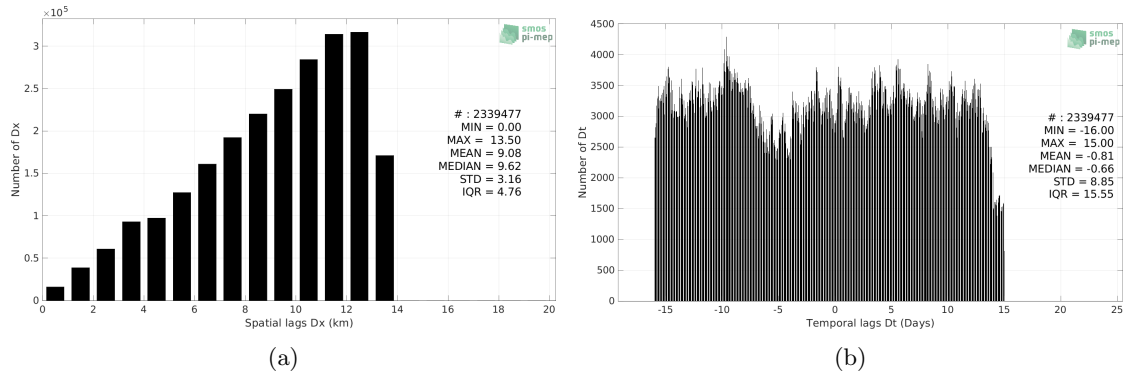 ×10⁵
3
2.5
2
1.5
1
0.5
0
0 2 4 6 8 10 12 14 16 18 20
Number of Dx
Spatial lags Dx (km)
smos
pi-mep
# : 2339477
MIN = 0.00
MAX = 13.50
MEAN = 9.08
MEDIAN = 9.62
STD = 3.16
IQR = 4.76
(a)
4500
4000
3500
3000
2500
2000
1500
1000
500
0
-15 -10 -5 0 5 10 15 20 25
Number of Dt
Temporal lags Dt (Days)
smos
pi-mep
# : 2339477
MIN = -16.00
MAX = 15.00
MEAN = -0.81
MEDIAN = -0.66
STD = 8.85
IQR = 15.55
(b)